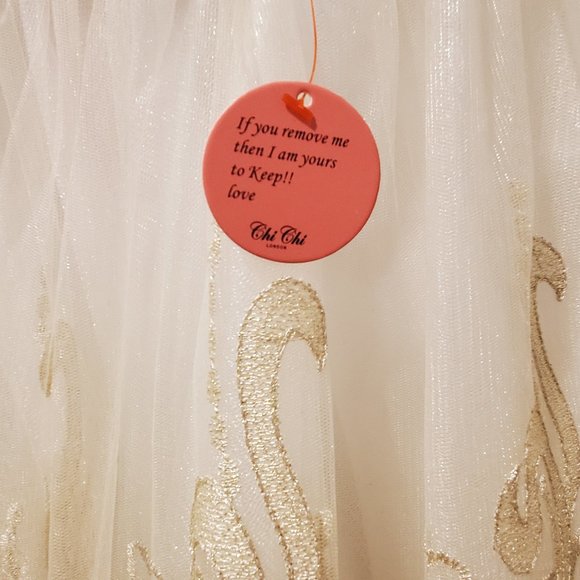 If you remove me
then I am yours
to Keep!!
love
Chi Chi
LONDON